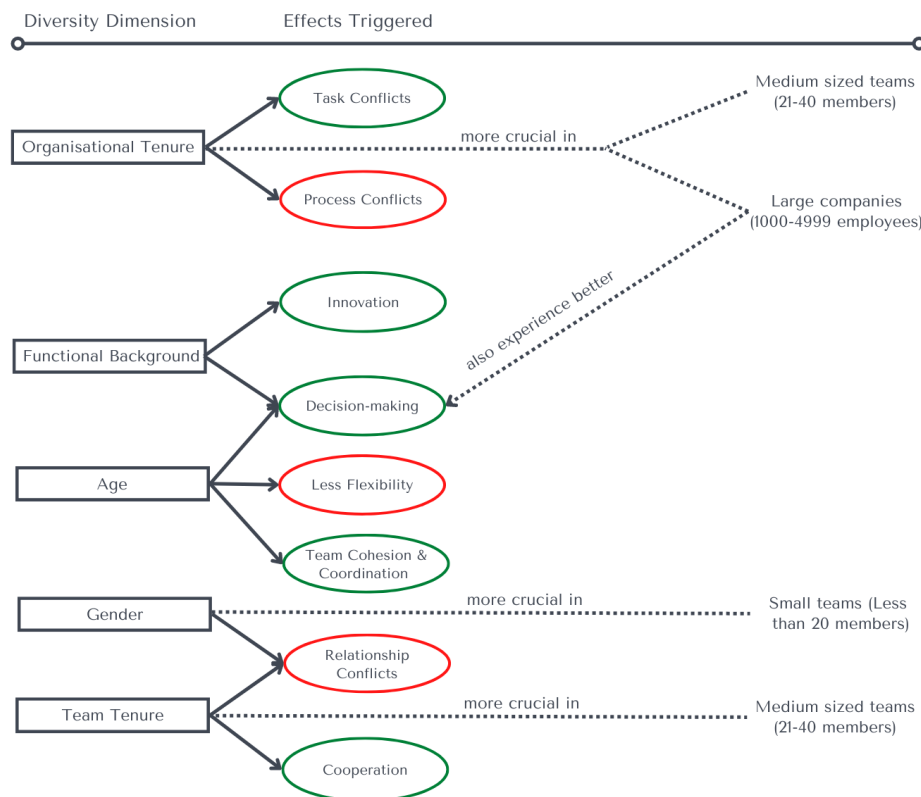 Diversity Dimension
Effects Triggered
Task Conflicts
Medium sized teams
(21-40 members)
Organisational Tenure
more crucial in
Process Conflicts
Large companies
(1000-4999 employees)
Innovation
also experience better
Functional Background
Decision-making
Age
Less Flexibility
Team Cohesion &
Coordination
Gender
more crucial in
Small teams (Less
than 20 members)
Relationship
Conflicts
Team Tenure
more crucial in
Medium sized teams
(21-40 members)
Cooperation